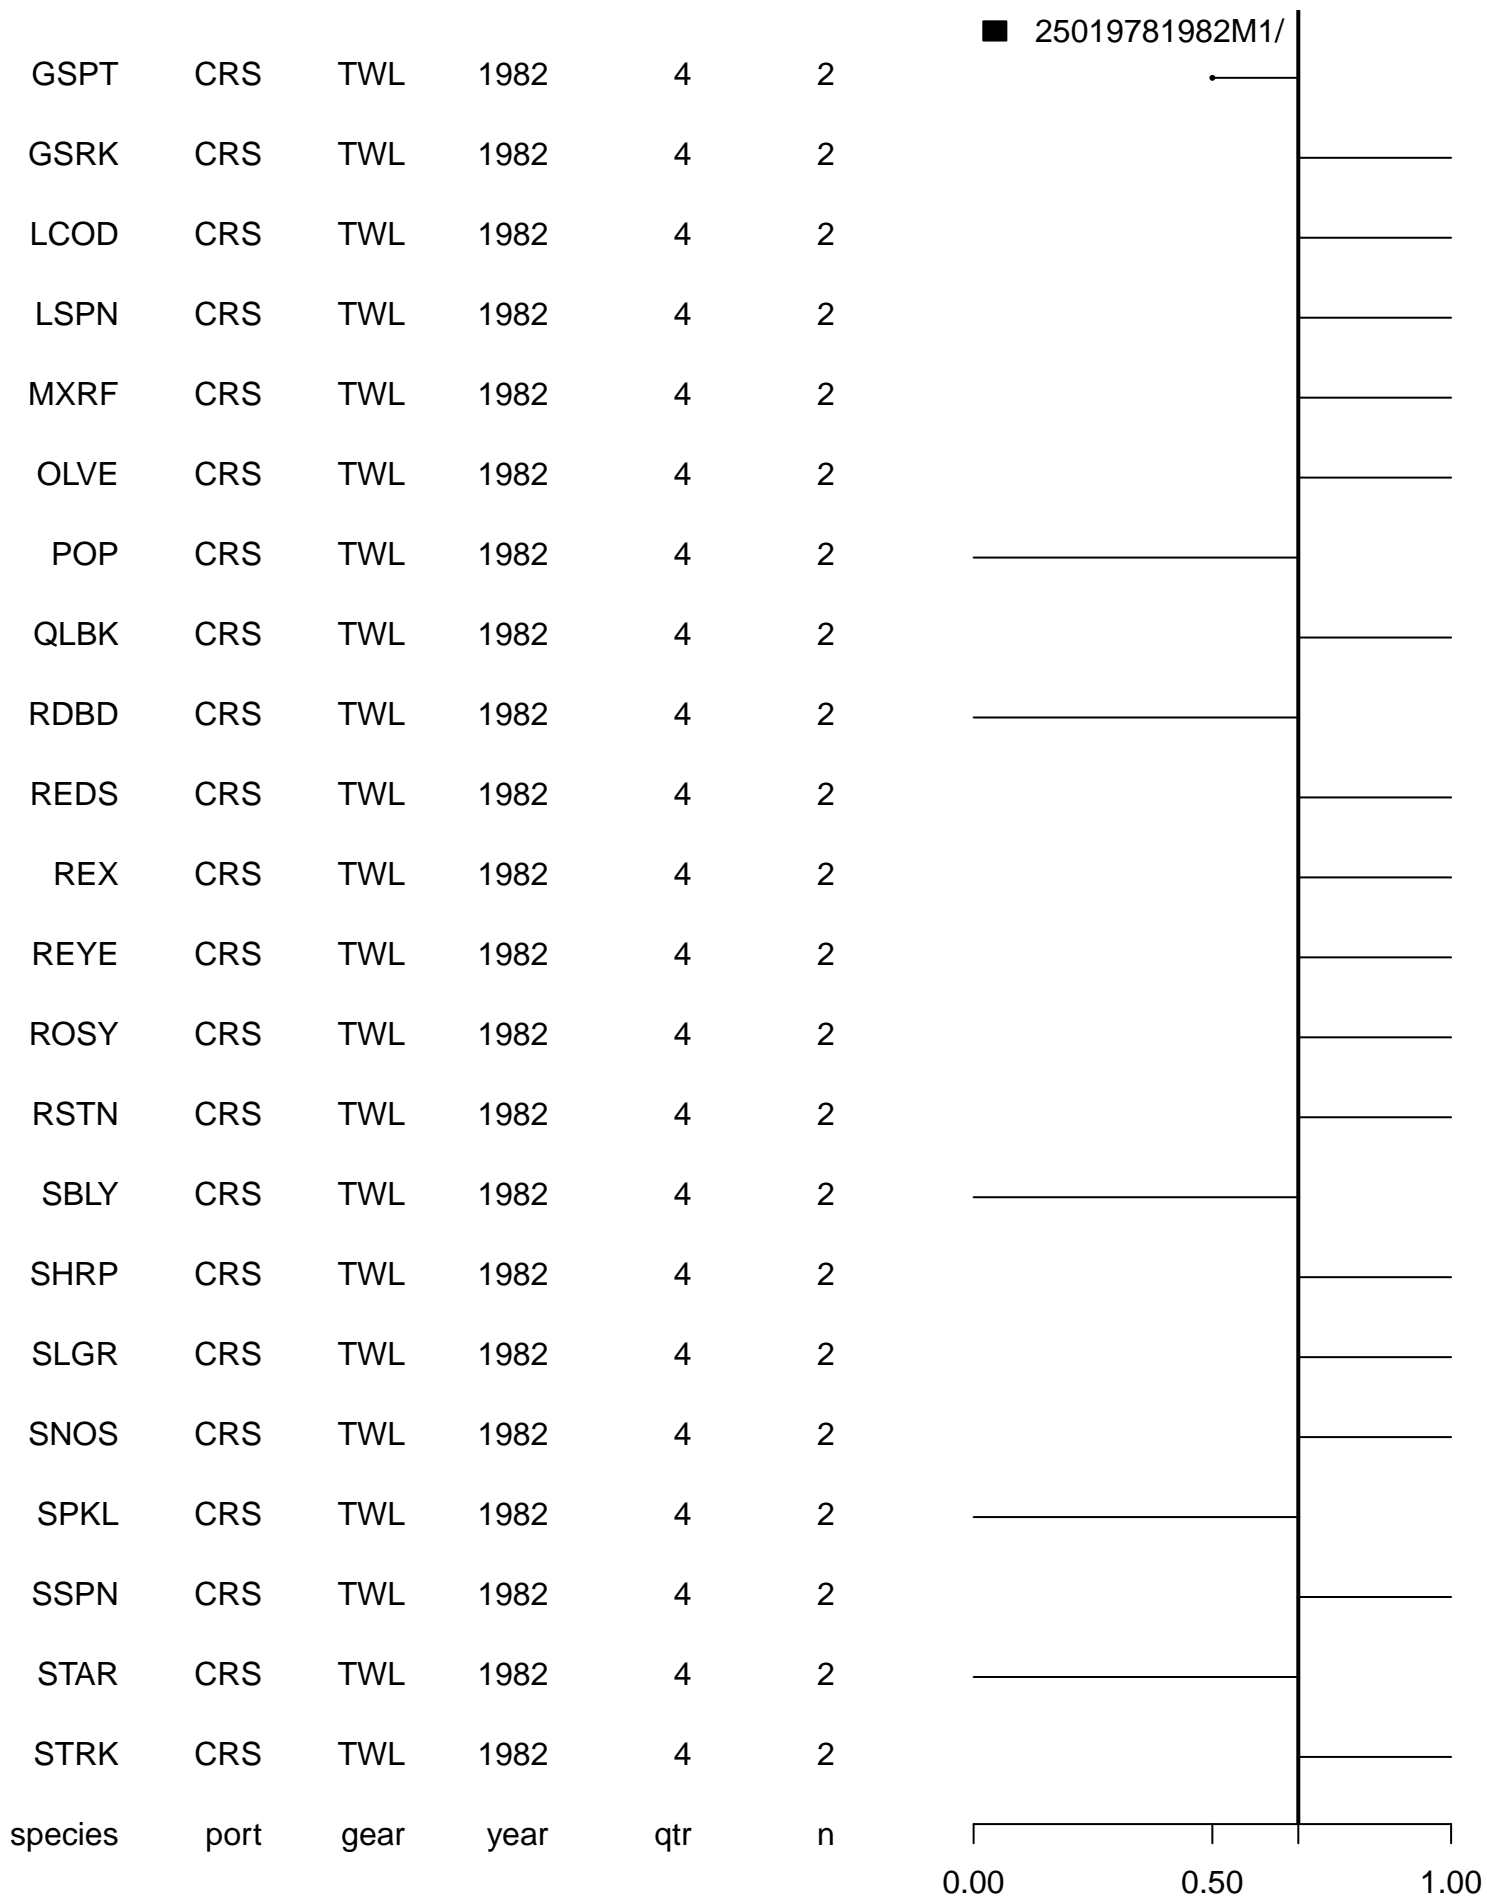 25019781982M1/
GSPT CRS TWL 1982 4 2
GSRK CRS TWL 1982 4 2
LCOD CRS TWL 1982 4 2
LSPN CRS TWL 1982 4 2
MXRF CRS TWL 1982 4 2
OLVE CRS TWL 1982 4 2
POP CRS TWL 1982 4 2
QLBK CRS TWL 1982 4 2
RDBD CRS TWL 1982 4 2
REDS CRS TWL 1982 4 2
REX CRS TWL 1982 4 2
REYE CRS TWL 1982 4 2
ROSY CRS TWL 1982 4 2
RSTN CRS TWL 1982 4 2
SBLY CRS TWL 1982 4 2
SHRP CRS TWL 1982 4 2
SLGR CRS TWL 1982 4 2
SNOS CRS TWL 1982 4 2
SPKL CRS TWL 1982 4 2
SSPN CRS TWL 1982 4 2
STAR CRS TWL 1982 4 2
STRK CRS TWL 1982 4 2
species port gear year qtr n
0.00 0.50 1.00